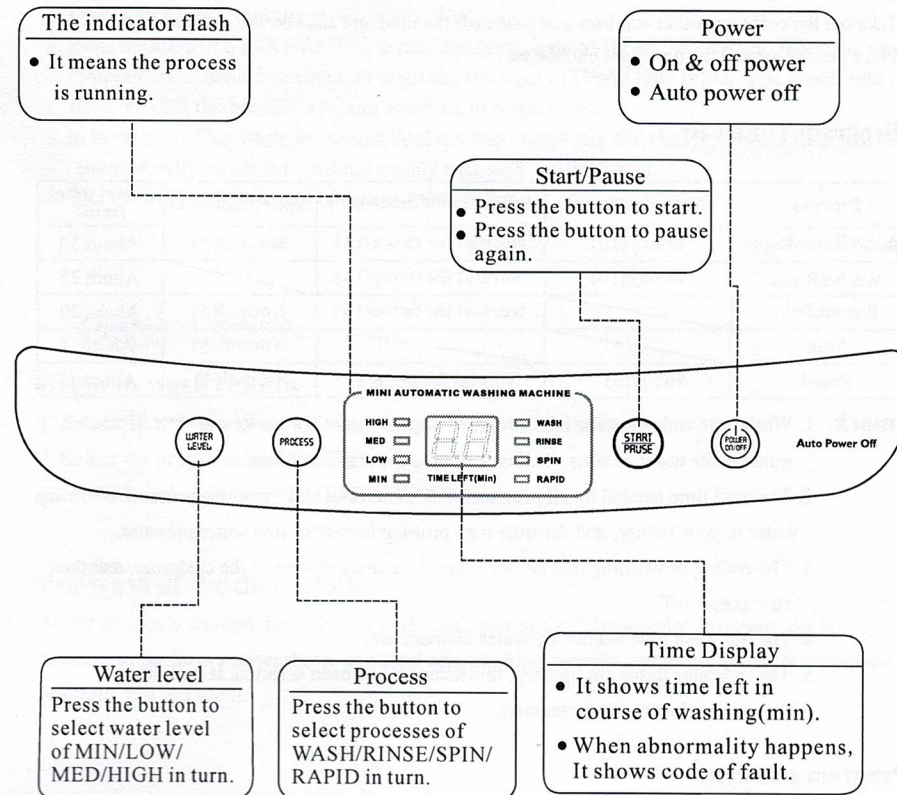 The indicator flash
• It means the process
is running.
Power
• On & off power
• Auto power off
Start/Pause
• Press the button to start.
• Press the button to pause
again.
MINI AUTOMATIC WASHING MACHINE
HIGH
MED
LOW
MIN
88
TIME LEFT(Min)
WASH
RINSE
SPIN
RAPID
WATER
LEVEL
PROCESS
START
PAUSE
POWER
ON/OFF
Auto Power Off
Water level
Press the button to
select water level
of MIN/LOW/
MED/HIGH in turn.
Process
Press the button to
select processes of
WASH/RINSE/SPIN/
RAPID in turn.
Time Display
• It shows time left in
course of washing(min).
• When abnormality happens,
It shows code of fault.